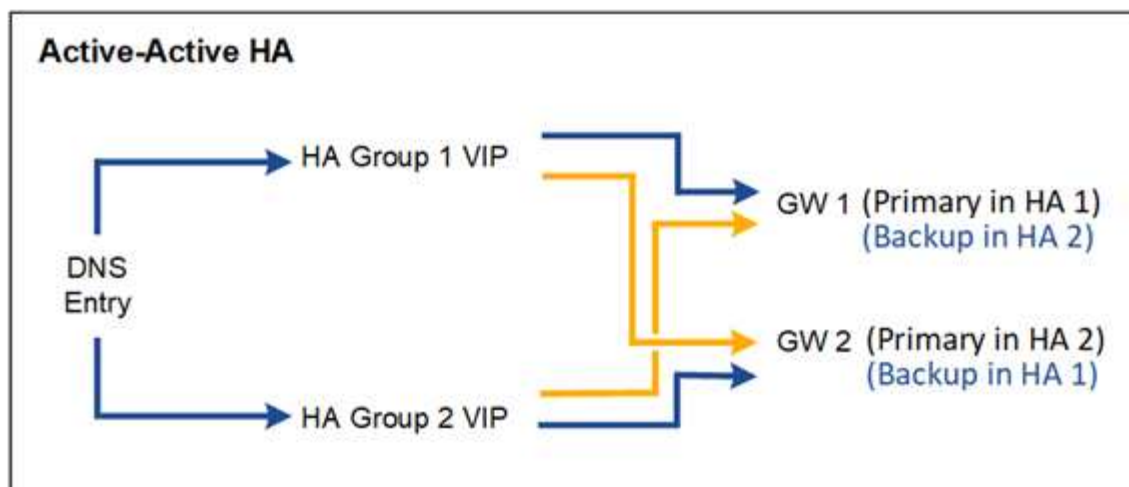 Active-Active HA
HA Group 1 VIP
GW 1 (Primary in HA 1)
(Backup in HA 2)
DNS
Entry
GW 2 (Primary in HA 2)
(Backup in HA 1)
HA Group 2 VIP